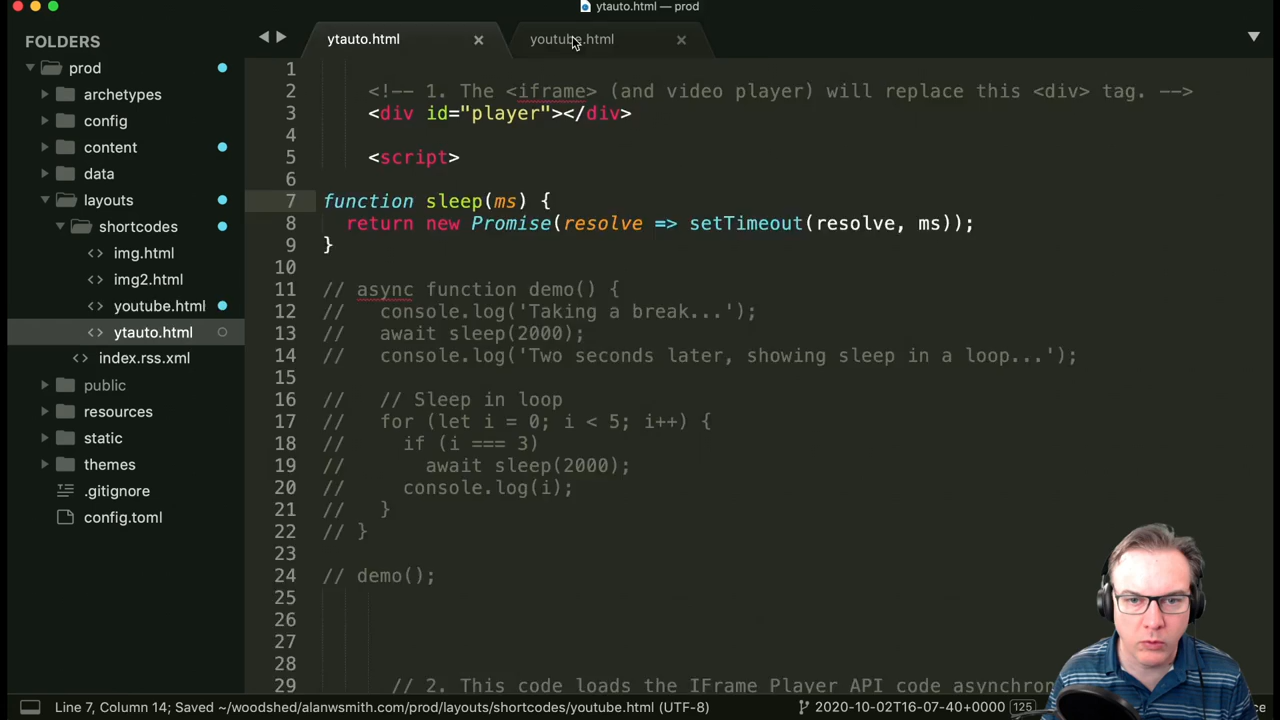 ytauto.html — prod
FOLDERS
prod
archetypes
config
content
data
layouts
shortcodes
<> img.html
<> img2.html
<> youtube.html
<> ytauto.html
<> index.rss.xml
public
resources
static
themes
.gitignore
config.toml
ytauto.html
youtube.html
1
2 <!-- 1. The <iframe> (and video player) will replace this <div> tag. -->
3 <div id="player"></div>
4
5 <script>
6
7 function sleep(ms) {
8 return new Promise(resolve => setTimeout(resolve, ms));
9 }
10
11 // async function demo() {
12 // console.log('Taking a break...');
13 // await sleep(2000);
14 // console.log('Two seconds later, showing sleep in a loop...');
15
16 // // Sleep in loop
17 // for (let i = 0; i < 5; i++) {
18 // if (i === 3)
19 // await sleep(2000);
20 // console.log(i);
21 // }
22 // }
23
24 // demo();
25
26
27
28
29 // 2. This code loads the IFrame Player API code asynchron
Line 7, Column 14; Saved ~/woodshed/alanwsmith.com/prod/layouts/shortcodes/youtube.html (UTF-8)
2020-10-02T16-07-40+0000 125